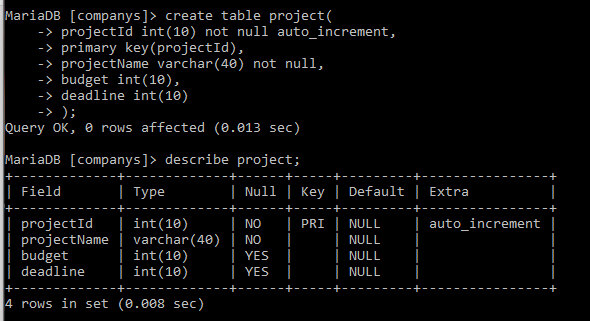 MariaDB [companys]> create table project(
    -> projectId int(10) not null auto_increment,
    -> primary key(projectId),
    -> projectName varchar(40) not null,
    -> budget int(10),
    -> deadline int(10)
    -> );
Query OK, 0 rows affected (0.013 sec)

MariaDB [companys]> describe project;
+-------------+-------------+------+-----+---------+----------------+
| Field       | Type        | Null | Key | Default | Extra          |
+-------------+-------------+------+-----+---------+----------------+
| projectId   | int(10)     | NO   | PRI | NULL    | auto_increment |
| projectName | varchar(40) | NO   |     | NULL    |                |
| budget      | int(10)     | YES  |     | NULL    |                |
| deadline    | int(10)     | YES  |     | NULL    |                |
+-------------+-------------+------+-----+---------+----------------+
4 rows in set (0.008 sec)